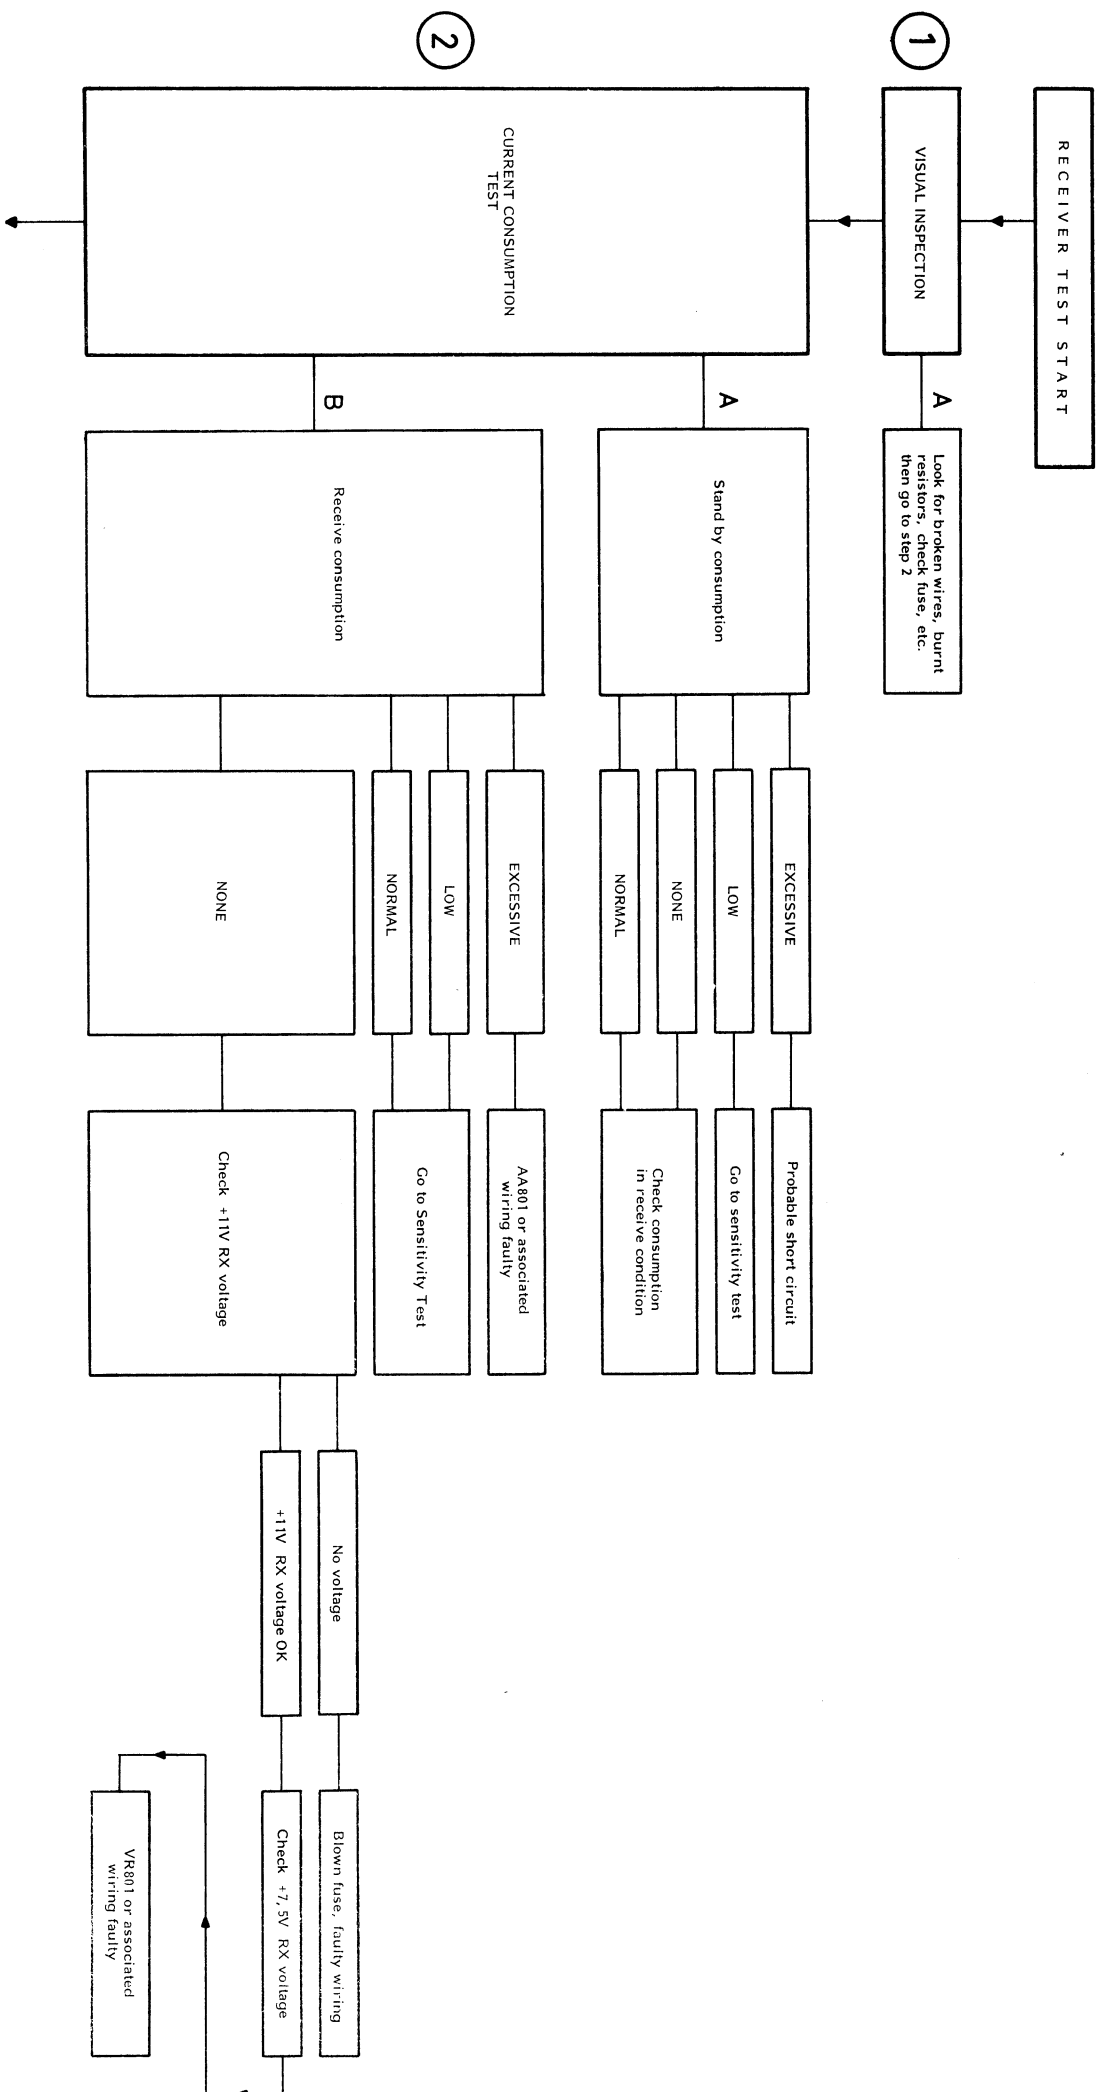 RECEIVER TEST START
1
VISUAL INSPECTION
A
Look for broken wires, burnt
resistors, check fuse, etc.
then go to step 2
2
CURRENT CONSUMPTION
TEST
A
Stand by consumption
EXCESSIVE
Probable short circuit
LOW
Go to sensitivity test
NONE
NORMAL
Check consumption
in receive condition
B
Receive consumption
EXCESSIVE
AA801 or associated
wiring faulty
LOW
NORMAL
Go to Sensitivity Test
NONE
Check +11V RX voltage
No voltage
Blown fuse, faulty wiring
+11V RX voltage OK
Check +7,5V RX voltage
VR801 or associated
wiring faulty